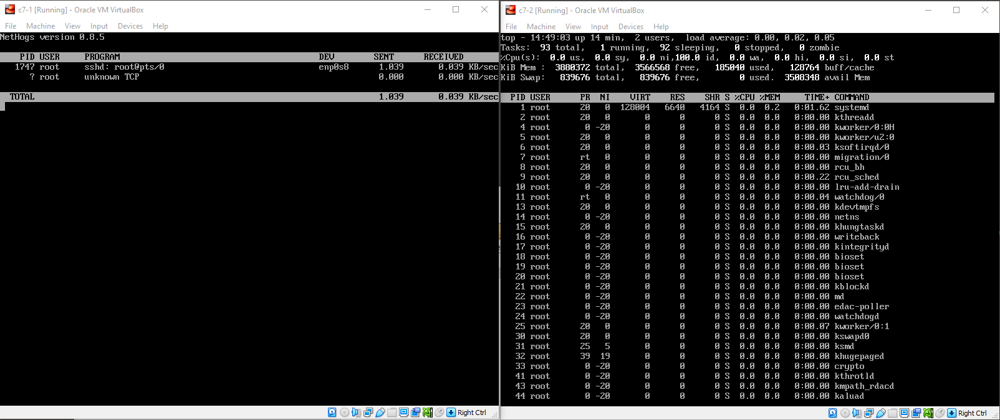 c7-1 [Running] - Oracle VM VirtualBox
File Machine View Input Devices Help
NetHogs version 0.8.5
PID USER PROGRAM DEV SENT RECEIVED
1747 root sshd: root@pts/0 enp0s8 1.039 0.039 KB/sec
? root unknown TCP 0.000 0.000 KB/sec
TOTAL 1.039 0.039 KB/sec
Right Ctrl
c7-2 [Running] - Oracle VM VirtualBox
File Machine View Input Devices Help
top - 14:49:03 up 14 min, 2 users, load average: 0.00, 0.02, 0.05
Tasks: 93 total, 1 running, 92 sleeping, 0 stopped, 0 zombie
%Cpu(s): 0.0 us, 0.0 sy, 0.0 ni,100.0 id, 0.0 wa, 0.0 hi, 0.0 si, 0.0 st
KiB Mem : 3880372 total, 3566568 free, 185040 used, 128764 buff/cache
KiB Swap: 839676 total, 839676 free, 0 used. 3508348 avail Mem
PID USER PR NI VIRT RES SHR S %CPU %MEM TIME+ COMMAND
1 root 20 0 128004 6640 4164 S 0.0 0.2 0:01.62 systemd
2 root 20 0 0 0 0 S 0.0 0.0 0:00.00 kthreadd
4 root 0 -20 0 0 0 S 0.0 0.0 0:00.00 kworker/0:0H
5 root 20 0 0 0 0 S 0.0 0.0 0:00.00 kworker/u2:0
6 root 20 0 0 0 0 S 0.0 0.0 0:00.03 ksoftirqd/0
7 root rt 0 0 0 0 S 0.0 0.0 0:00.00 migration/0
8 root 20 0 0 0 0 S 0.0 0.0 0:00.00 rcu_bh
9 root 20 0 0 0 0 S 0.0 0.0 0:00.22 rcu_sched
10 root 0 -20 0 0 0 S 0.0 0.0 0:00.00 lru-add-drain
11 root rt 0 0 0 0 S 0.0 0.0 0:00.04 watchdog/0
13 root 20 0 0 0 0 S 0.0 0.0 0:00.00 kdevtmpfs
14 root 0 -20 0 0 0 S 0.0 0.0 0:00.00 netns
15 root 20 0 0 0 0 S 0.0 0.0 0:00.00 khungtaskd
16 root 0 -20 0 0 0 S 0.0 0.0 0:00.00 writeback
17 root 0 -20 0 0 0 S 0.0 0.0 0:00.00 kintegrityd
18 root 0 -20 0 0 0 S 0.0 0.0 0:00.00 bioset
19 root 0 -20 0 0 0 S 0.0 0.0 0:00.00 bioset
20 root 0 -20 0 0 0 S 0.0 0.0 0:00.00 bioset
21 root 0 -20 0 0 0 S 0.0 0.0 0:00.00 kblockd
22 root 0 -20 0 0 0 S 0.0 0.0 0:00.00 md
23 root 0 -20 0 0 0 S 0.0 0.0 0:00.00 edac-poller
24 root 0 -20 0 0 0 S 0.0 0.0 0:00.00 watchdogd
25 root 20 0 0 0 0 S 0.0 0.0 0:00.07 kworker/0:1
30 root 20 0 0 0 0 S 0.0 0.0 0:00.00 kswapd0
31 root 25 5 0 0 0 S 0.0 0.0 0:00.00 ksmd
32 root 39 19 0 0 0 S 0.0 0.0 0:00.00 khugepaged
33 root 0 -20 0 0 0 S 0.0 0.0 0:00.00 crypto
41 root 0 -20 0 0 0 S 0.0 0.0 0:00.00 kthrotld
43 root 0 -20 0 0 0 S 0.0 0.0 0:00.00 kmpath_rdacd
44 root 0 -20 0 0 0 S 0.0 0.0 0:00.00 kaluad
Right Ctrl